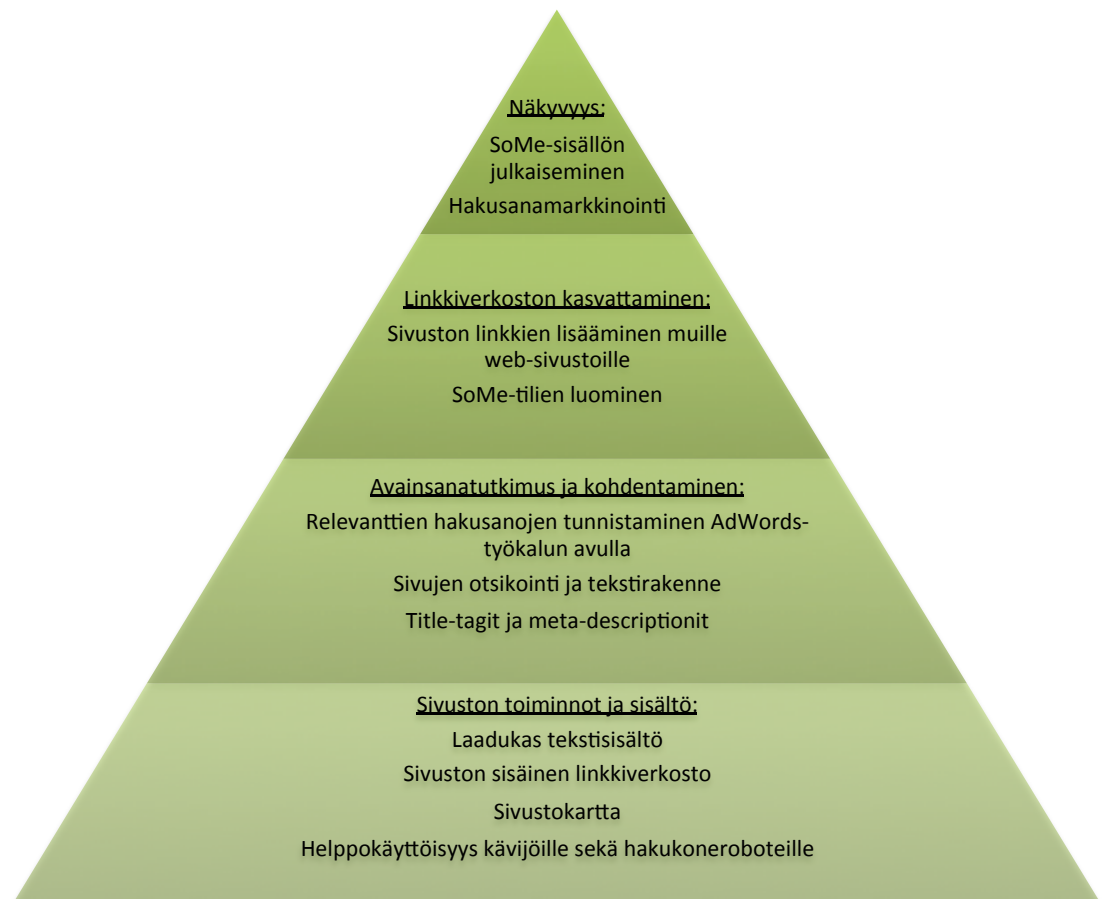 Näkyvyys:
SoMe-sisällön
julkaiseminen
Hakusanamarkkinointi
Linkkiverkoston kasvattaminen:
Sivuston linkkien lisääminen muille
web-sivustoille
SoMe-tilien luominen
Avainsanatutkimus ja kohdentaminen:
Relevanttien hakusanojen tunnistaminen AdWords-
työkalun avulla
Sivujen otsikointi ja tekstirakenne
Title-tagit ja meta-descriptionit
Sivuston toiminnot ja sisältö:
Laadukas tekstisisältö
Sivuston sisäinen linkkiverkosto
Sivustokartta
Helppokäyttöisyys kävijöille sekä hakukoneroboteille